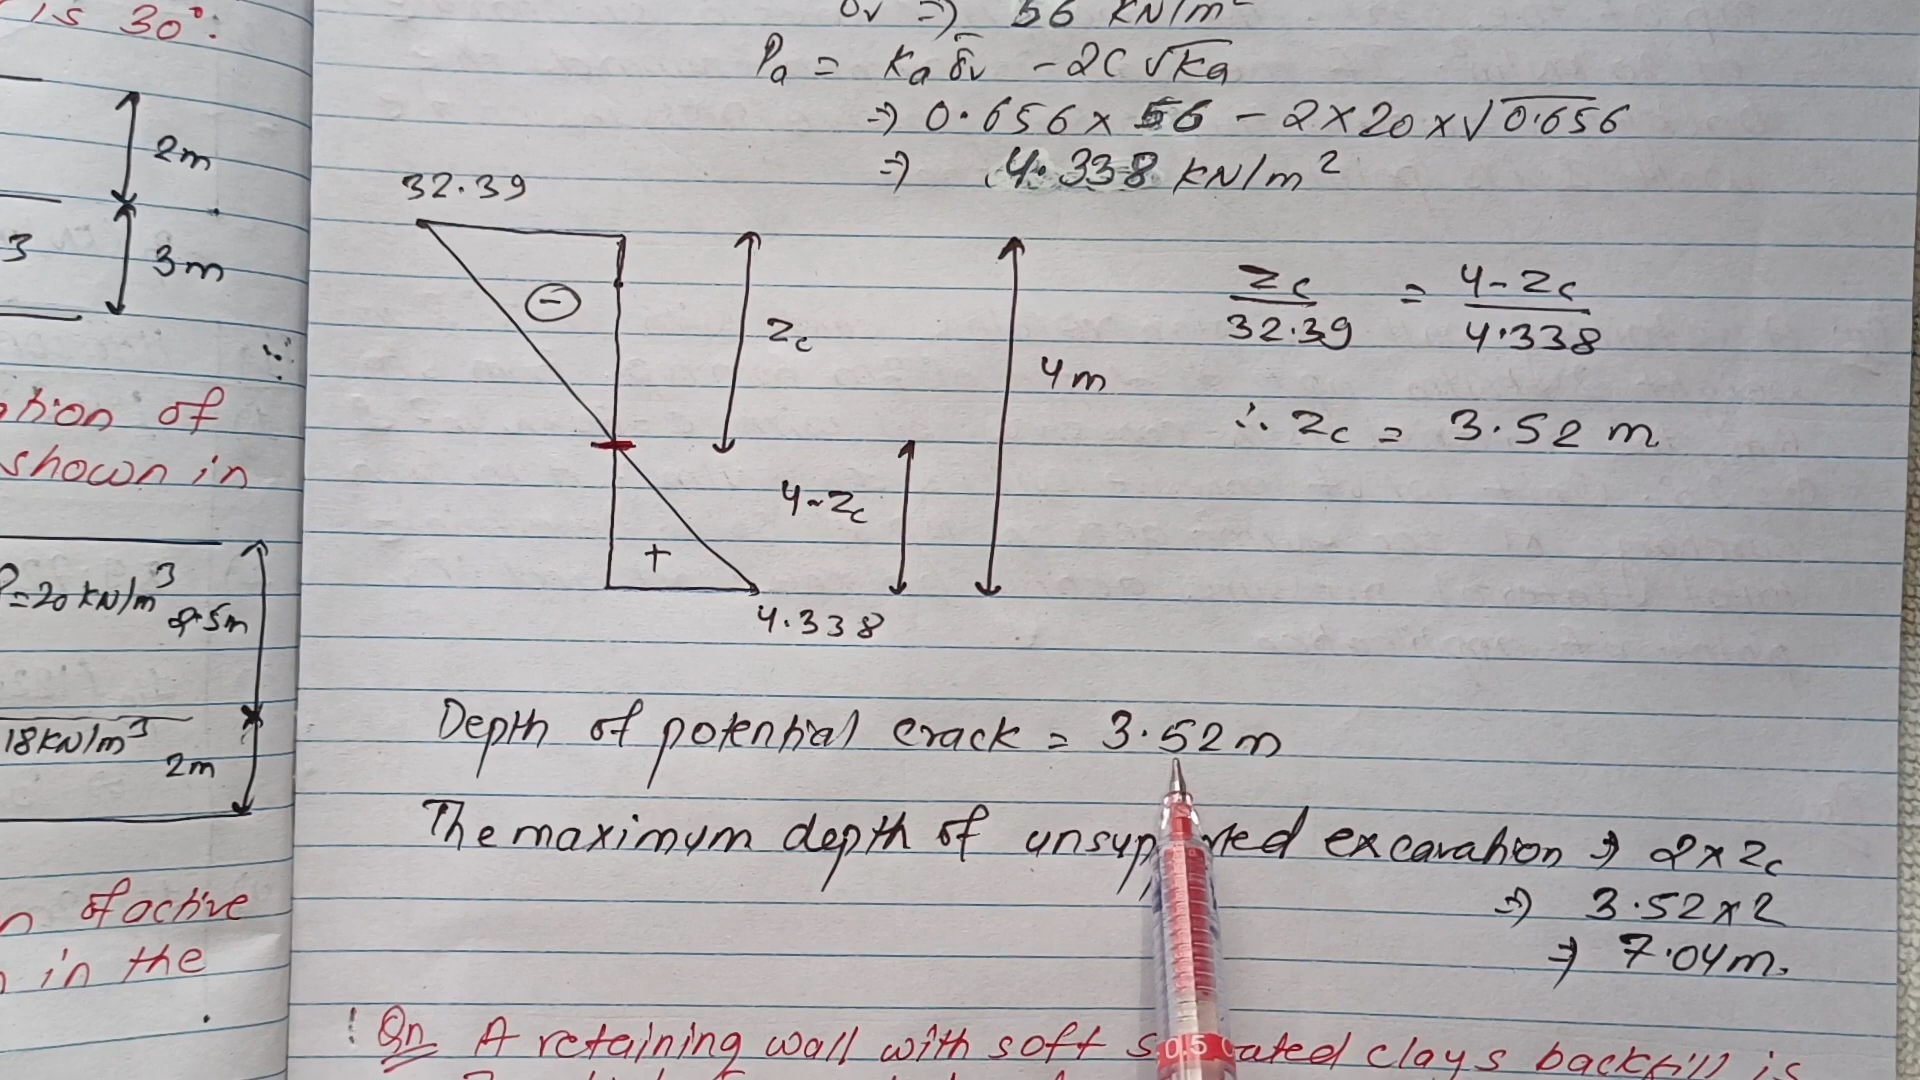 is 30°:
2m
3
3m
of
shown in
=20 KN/m³
2.5m
18KN/m³
2m
of active
in the
σv => 56 KN/m²
Pa = Ka σ̄v - 2C √Ka
=> 0.656 x 56 - 2 x 20 x √0.656
=> 4.338 KN/m²
32.39
-
Zc
4m
Zc/32.39 = 4-Zc/4.338
∴ Zc = 3.52 m
4-Zc
+
4.338
Depth of potential crack = 3.52m
The maximum depth of excavation => 2 x Zc
=> 3.52 x 2
=> 7.04m.
! Qn A retaining wall with soft clays backfill is
0.5